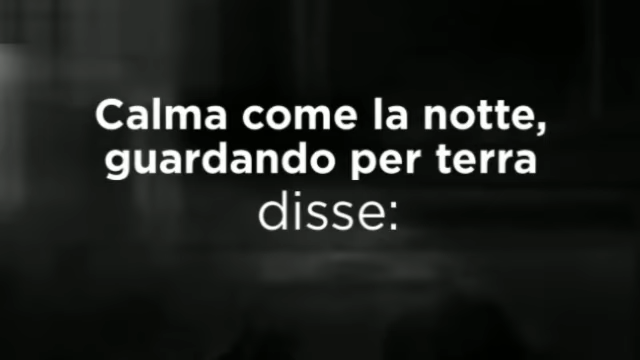 Calma come la notte,
guardando per terra
disse: